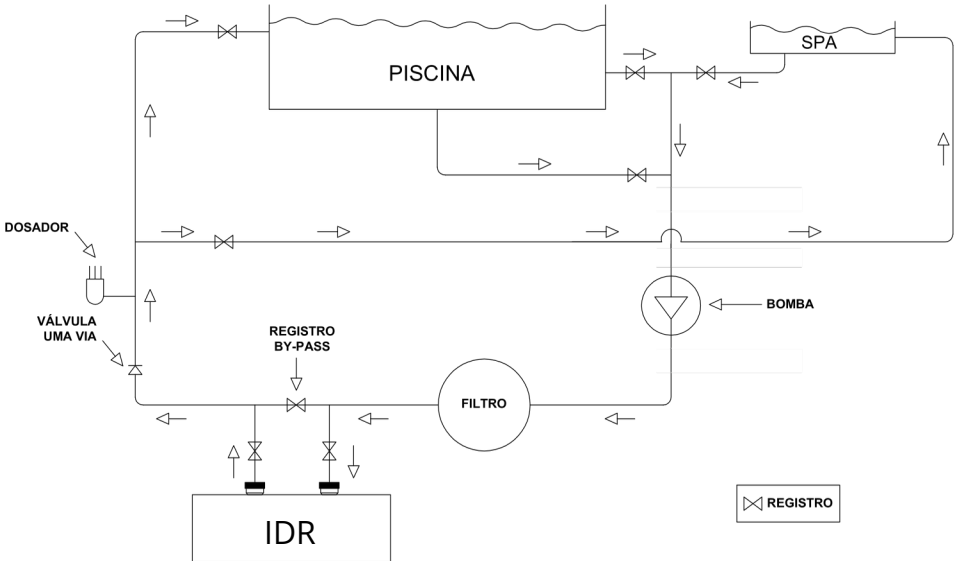 SPA
PISCINA
DOSADOR
VÁLVULA
UMA VIA
REGISTRO
BY-PASS
BOMBA
FILTRO
REGISTRO
IDR